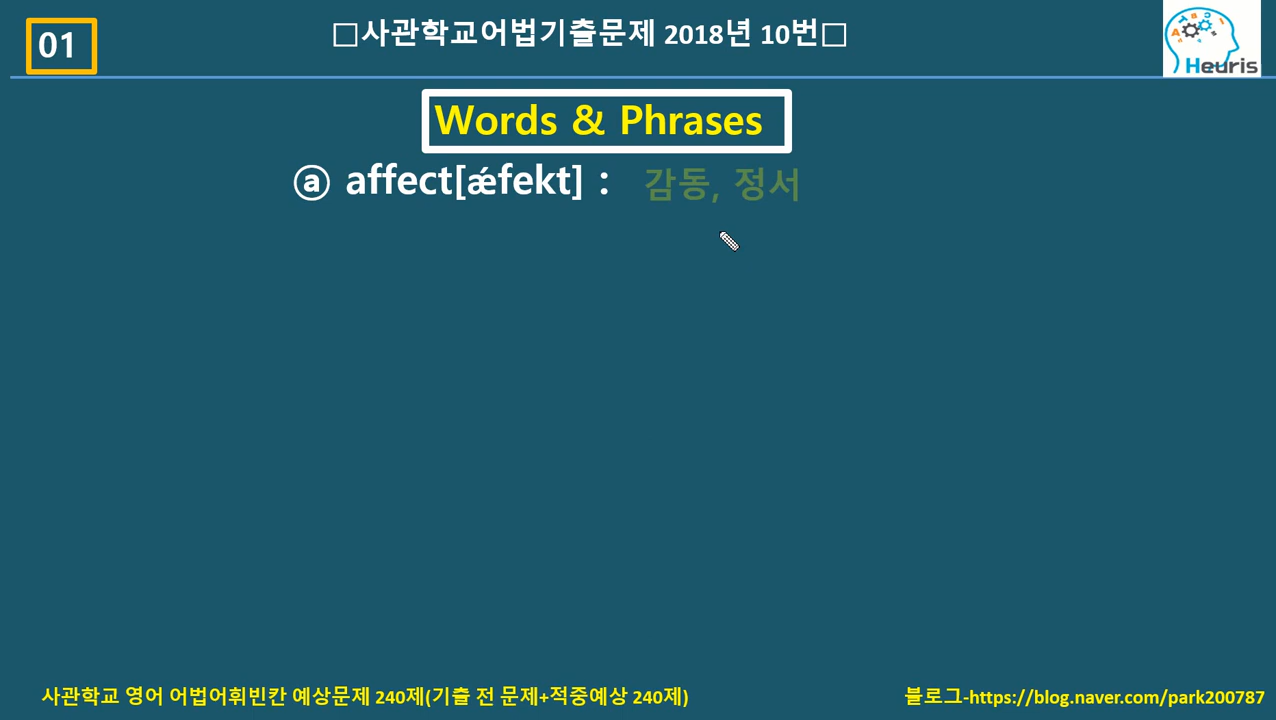 01
□사관학교어법기출문제 2018년 10번□
Heuris
Words & Phrases
ⓐ affect[ǽfekt] : 감동, 정서
사관학교 영어 어법어휘빈칸 예상문제 240제(기출 전 문제+적중예상 240제)
블로그-https://blog.naver.com/park200787